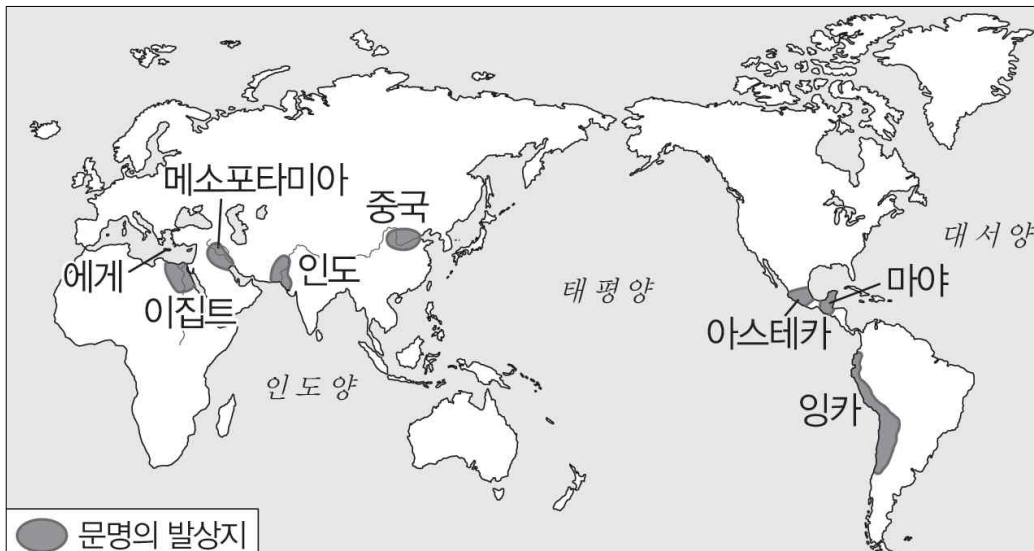 메소포타미아
중국
대서양
에게
인도
마야
태평양
이집트
아스테카
인도양
잉카
문명의 발상지